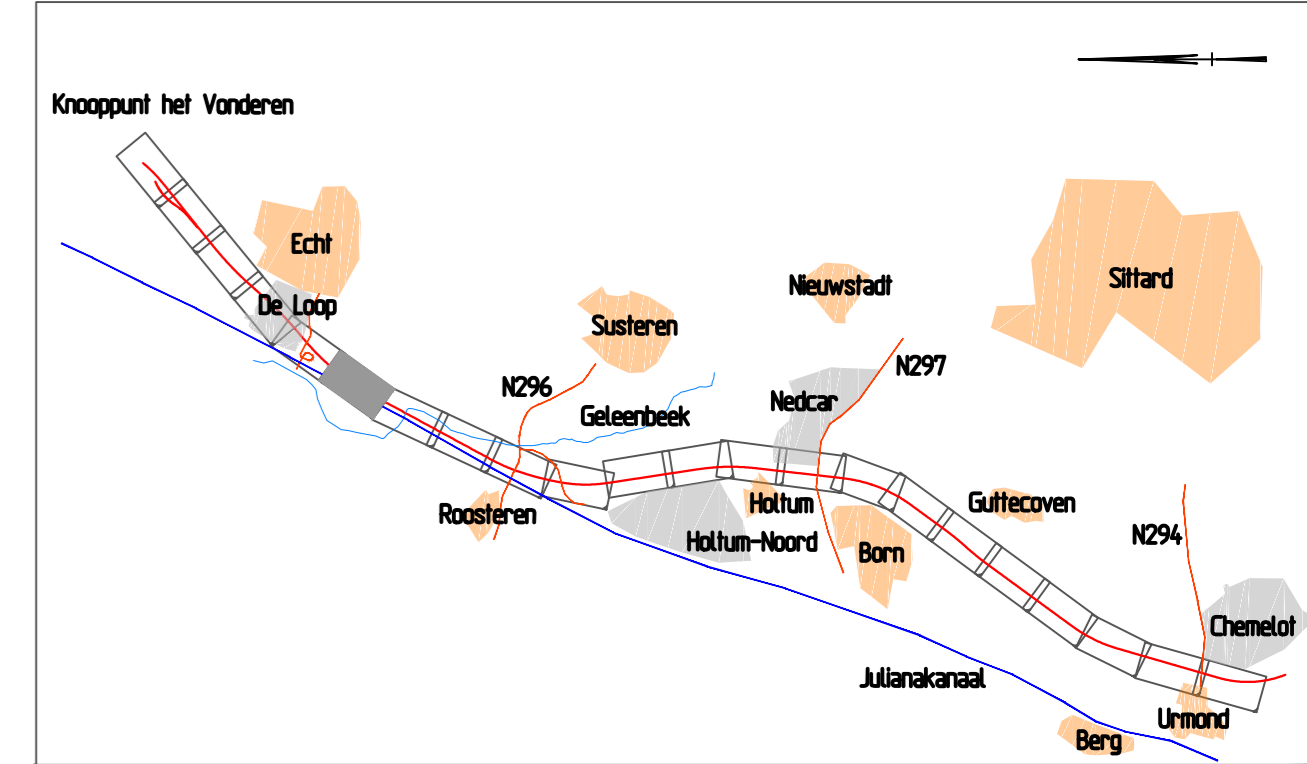 Knooppunt het Vonderen
Echt
De Loop
Susteren
Nieuwstadt
Sittard
N296
N297
Geleenbeek
Nedcar
Roosteren
Holtum
Guttecoven
Holtum-Noord
Born
N294
Chemelot
Julianakanaal
Urmond
Berg